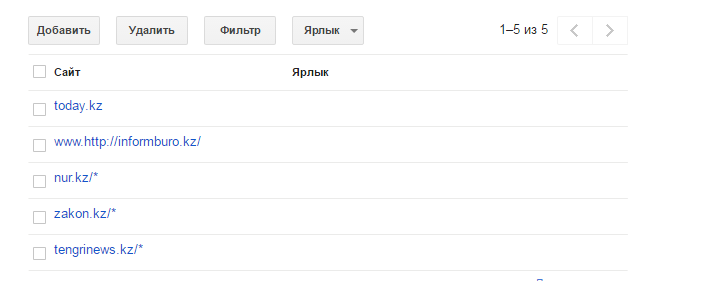 Добавить Удалить Фильтр Ярлык 1–5 из 5
Сайт Ярлык
today.kz
www.http://informburo.kz/
nur.kz/*
zakon.kz/*
tengrinews.kz/*